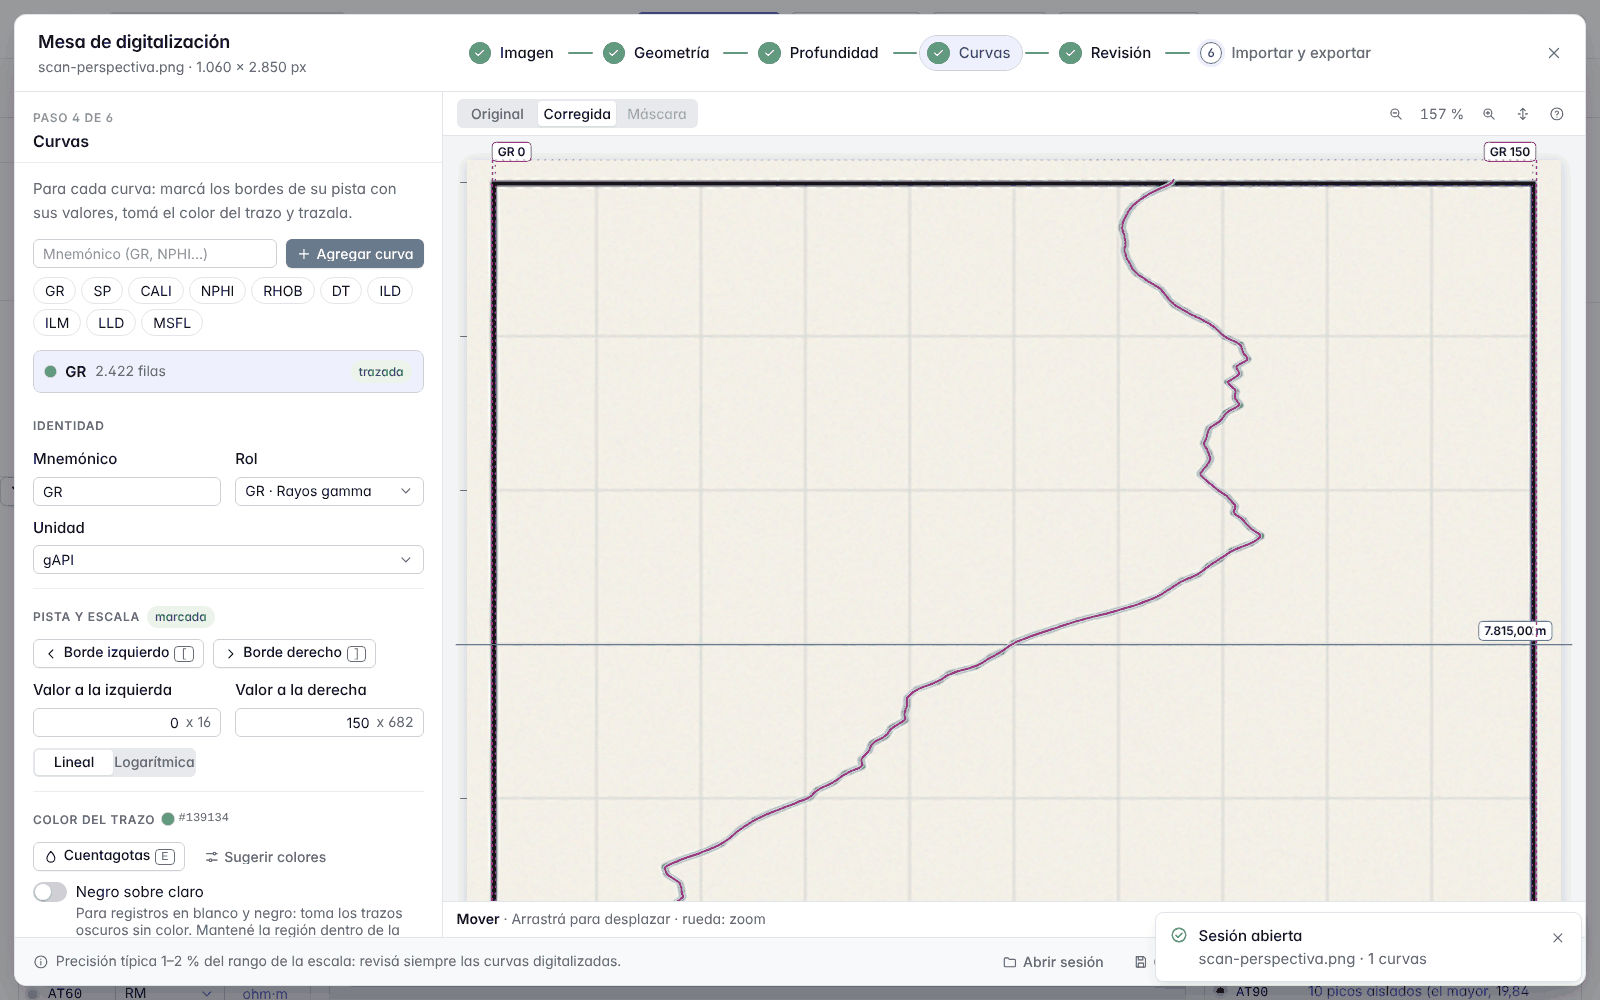 Mesa de digitalización
scan-perspectiva.png · 1.060 × 2.850 px
Imagen
Geometría
Profundidad
Curvas
Revisión
6 Importar y exportar
PASO 4 DE 6
Curvas
Para cada curva: marcá los bordes de su pista con
sus valores, tomá el color del trazo y trazala.
Mnemónico (GR, NPHI...)
Agregar curva
GR SP CALI NPHI RHOB DT ILD
ILM LLD MSFL
GR 2.422 filas trazada
IDENTIDAD
Mnemónico Rol
GR GR · Rayos gamma
Unidad
gAPI
PISTA Y ESCALA marcada
Borde izquierdo [ Borde derecho ]
Valor a la izquierda Valor a la derecha
0 x 16 150 x 682
Lineal Logarítmica
COLOR DEL TRAZO #139134
Cuentagotas E Sugerir colores
Negro sobre claro
Para registros en blanco y negro: toma los trazos
oscuros sin color. Mantené la región dentro de la
Original Corregida Máscara
157 %
GR 0 GR 150
7.815,00 m
Mover · Arrastrá para desplazar · rueda: zoom
Precisión típica 1–2 % del rango de la escala: revisá siempre las curvas digitalizadas.
Abrir sesión
Sesión abierta
scan-perspectiva.png · 1 curvas
AT60 RM ohm·m
AT90 10 picos aislados (el mayor, 19,84